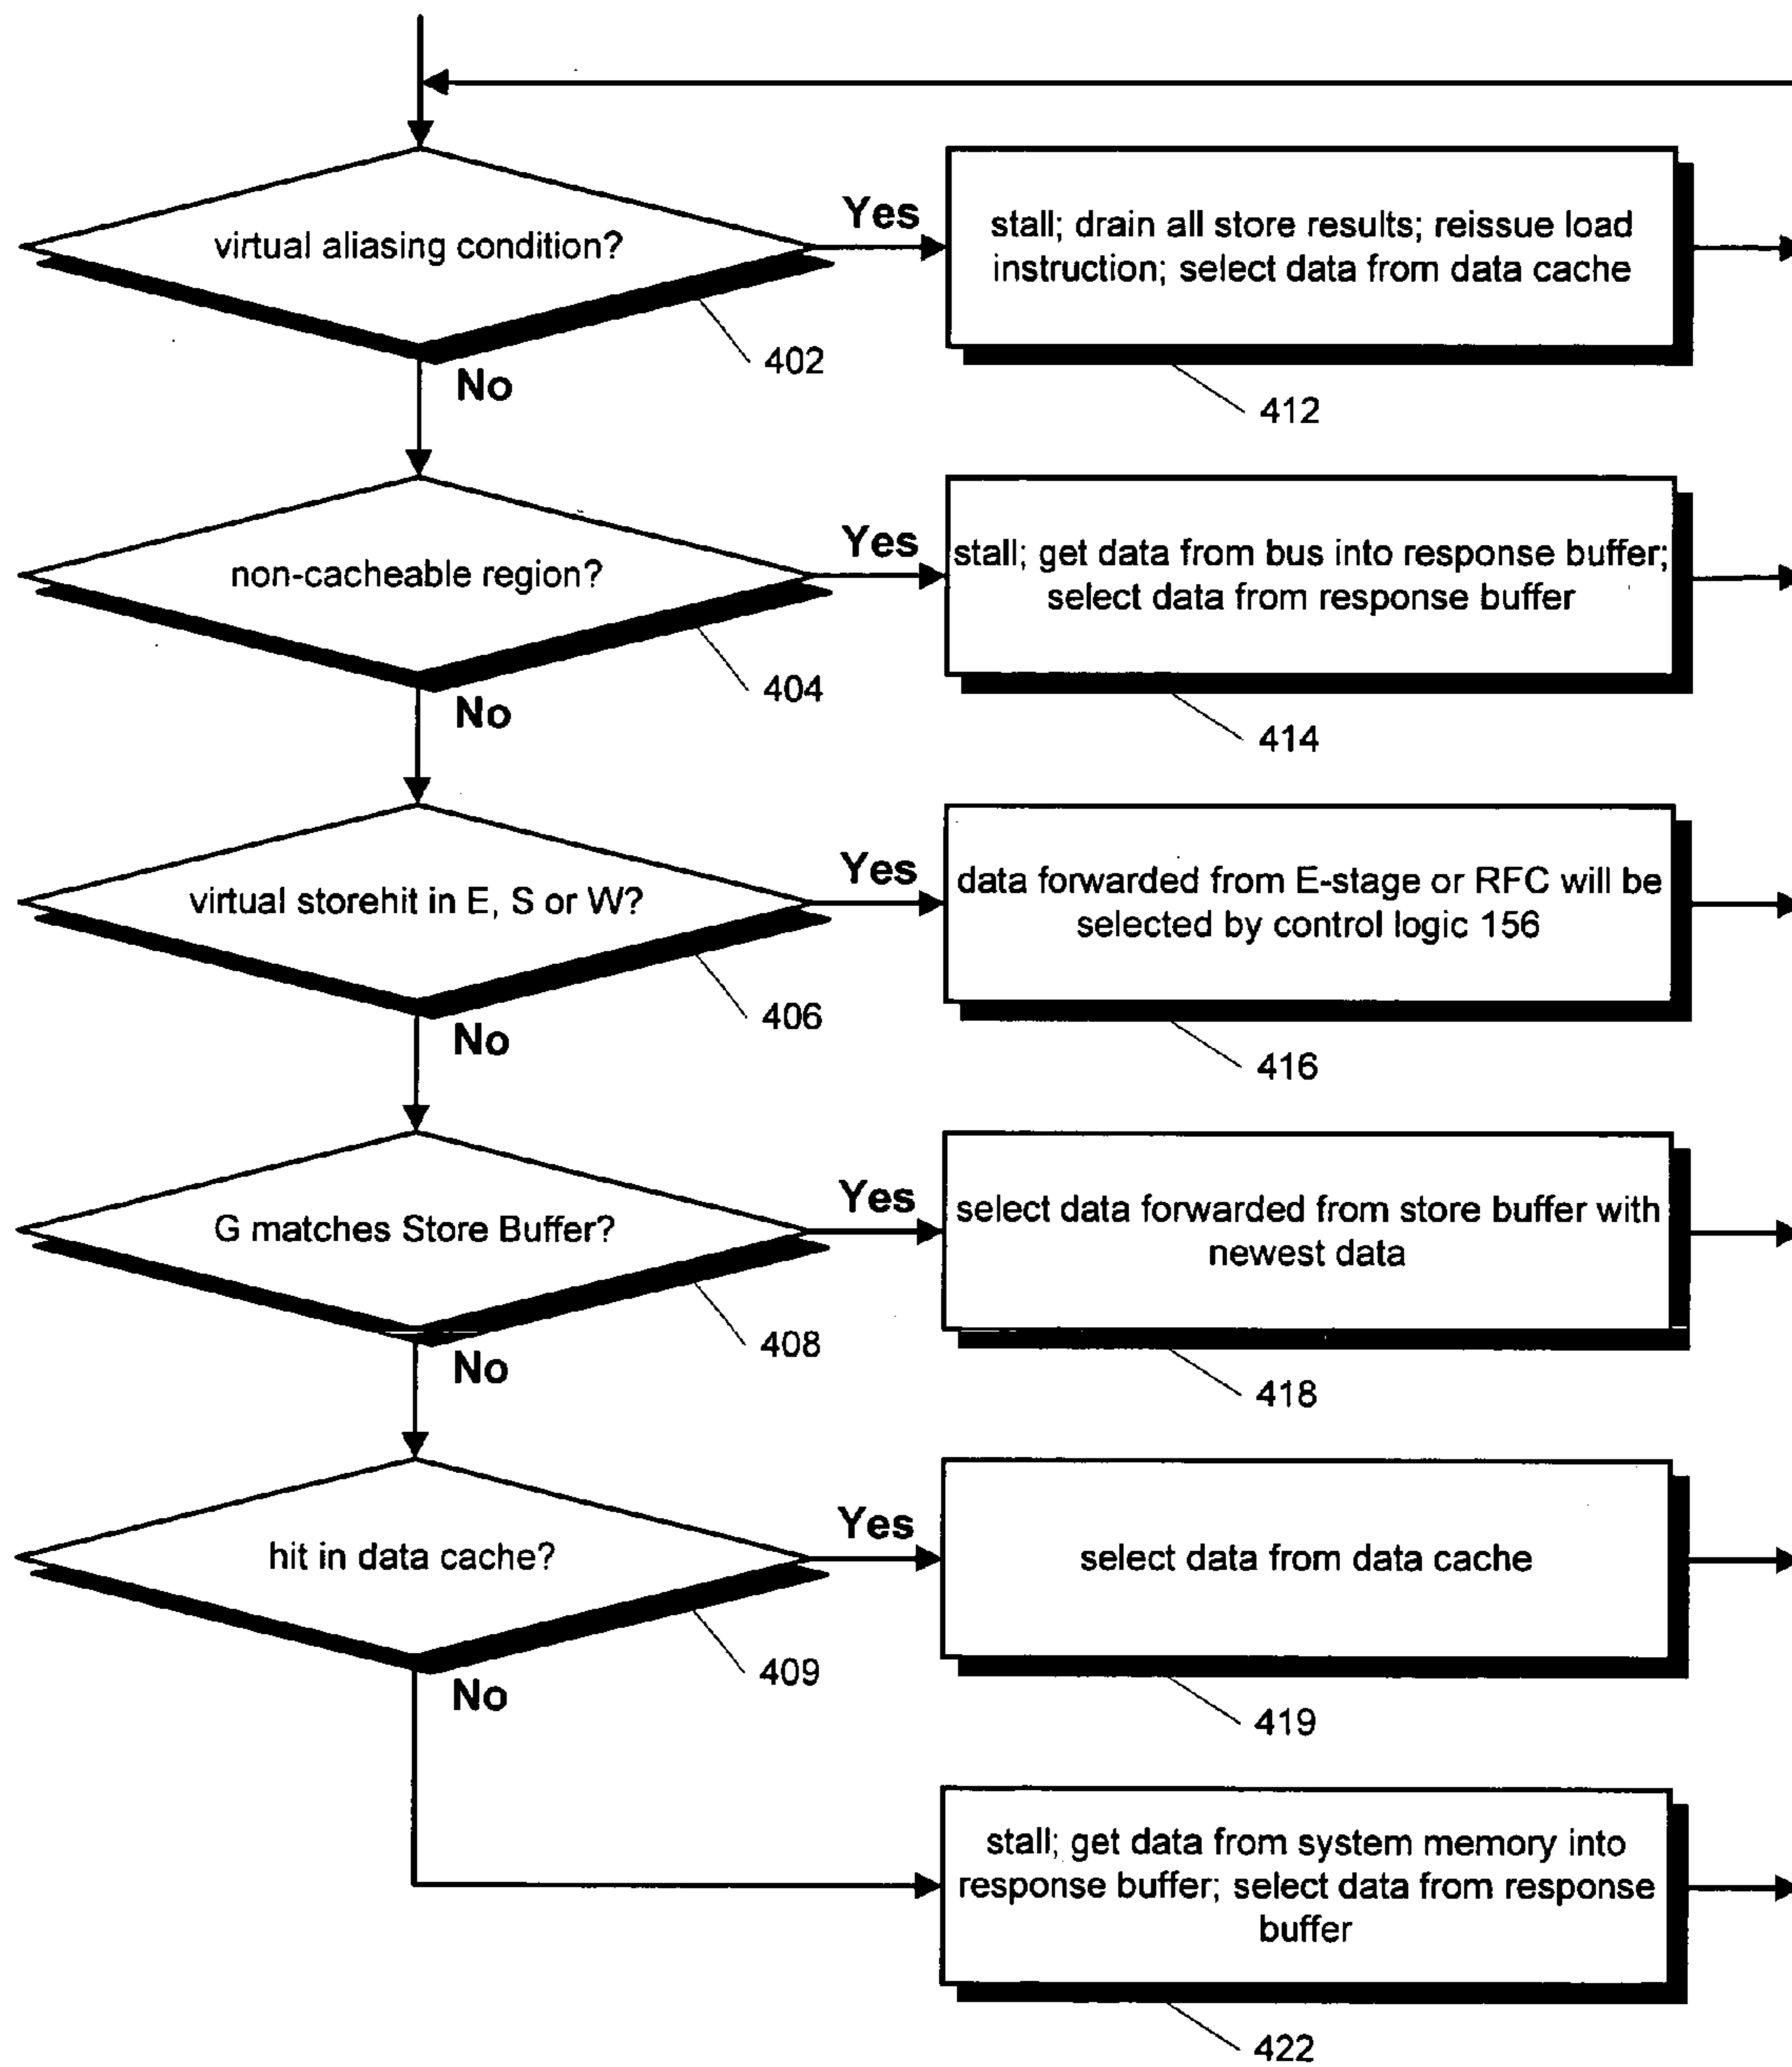 virtual aliasing condition?
Yes
stall; drain all store results; reissue load
instruction; select data from data cache
402
No
412
non-cacheable region?
Yes
stall; get data from bus into response buffer;
select data from response buffer
404
No
414
virtual storehit in E, S or W?
Yes
data forwarded from E-stage or RFC will be
selected by control logic 156
406
No
416
G matches Store Buffer?
Yes
select data forwarded from store buffer with
newest data
408
No
418
hit in data cache?
Yes
select data from data cache
409
No
419
stall; get data from system memory into
response buffer; select data from response
buffer
422